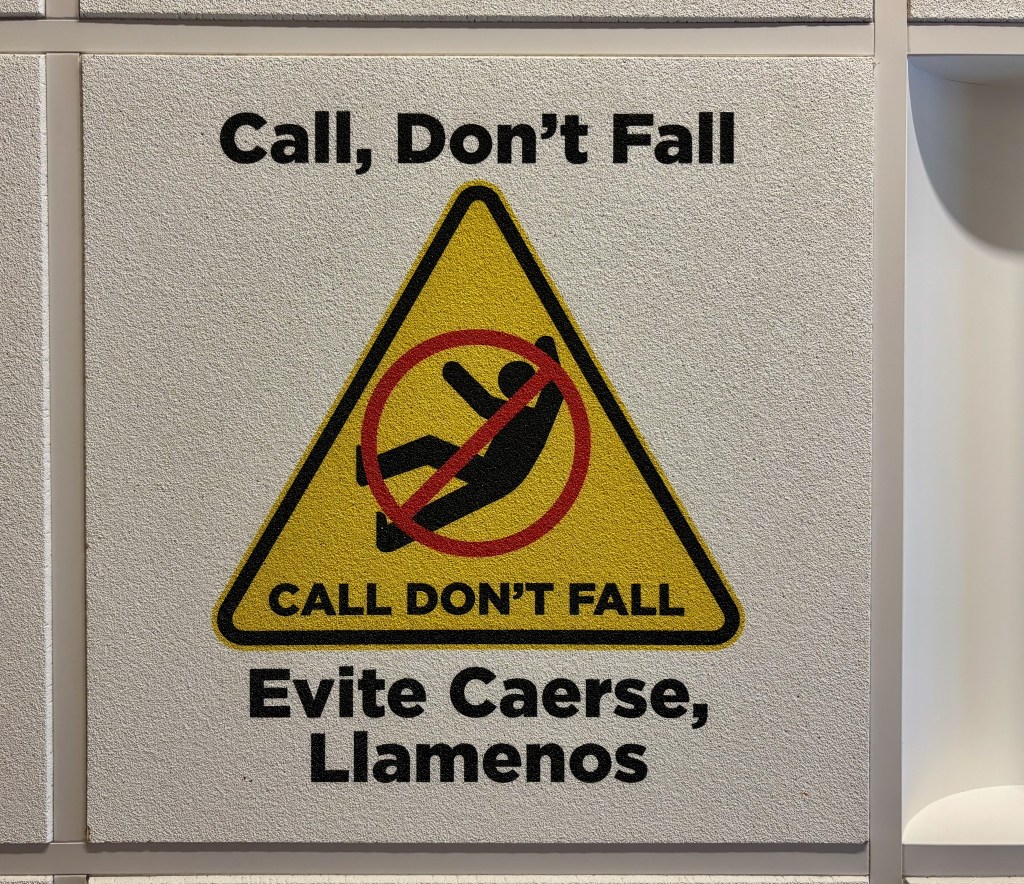 Call, Don’t Fall
CALL DON’T FALL
Evite Caerse,
Llamenos